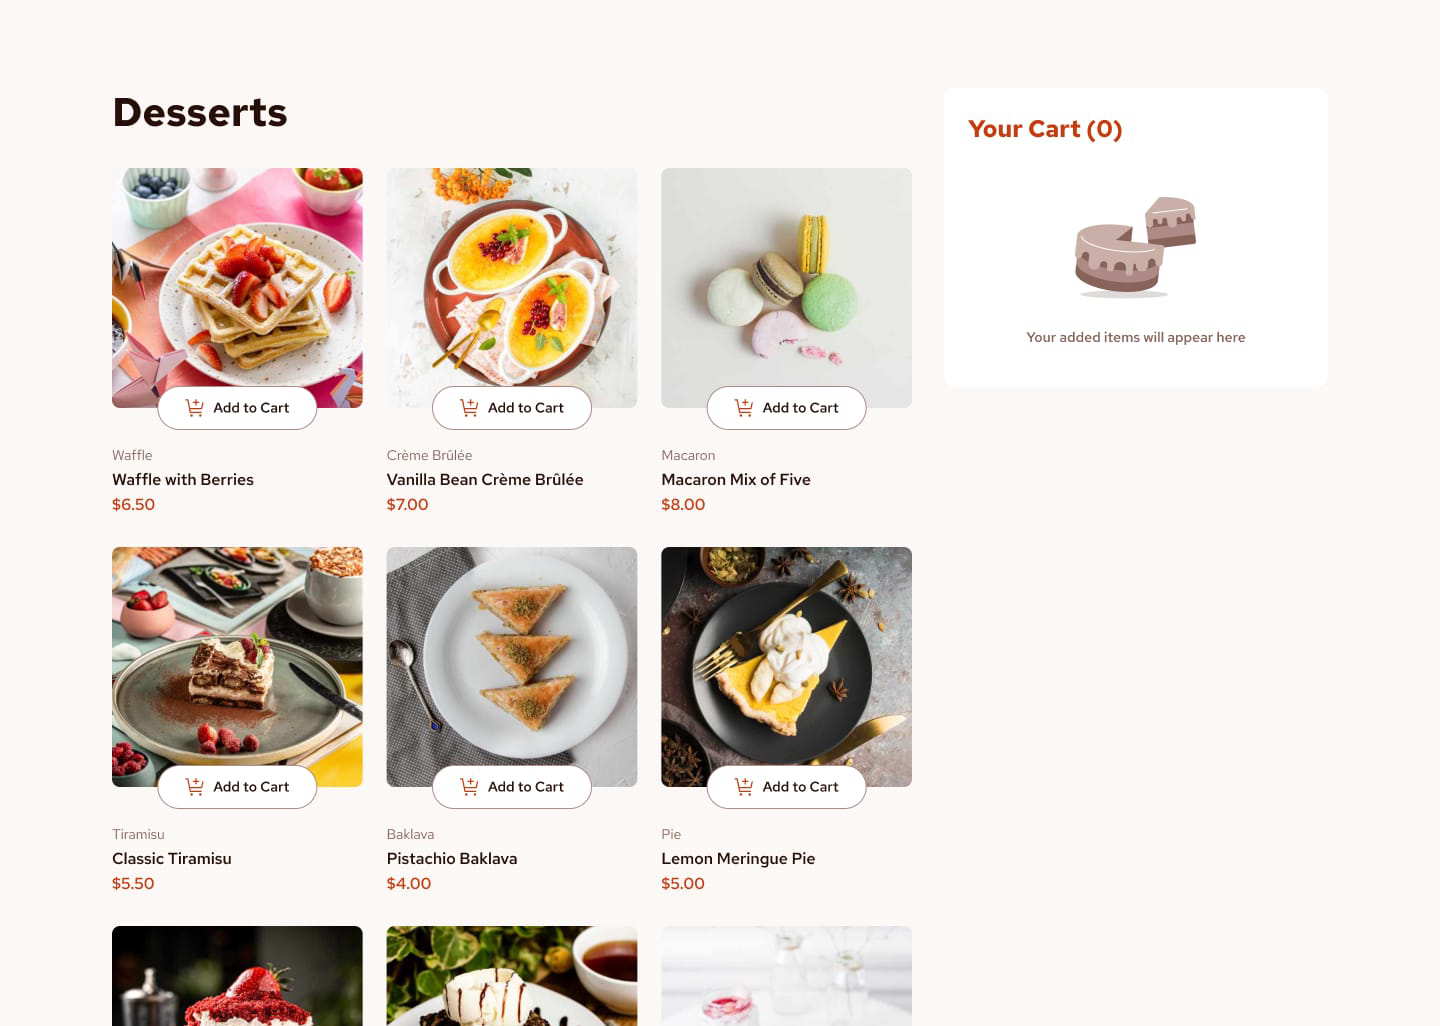 Desserts
Your Cart (0)
Your added items will appear here
Add to Cart
Add to Cart
Add to Cart
Waffle
Waffle with Berries
$6.50
Crème Brûlée
Vanilla Bean Crème Brûlée
$7.00
Macaron
Macaron Mix of Five
$8.00
Add to Cart
Add to Cart
Add to Cart
Tiramisu
Classic Tiramisu
$5.50
Baklava
Pistachio Baklava
$4.00
Pie
Lemon Meringue Pie
$5.00